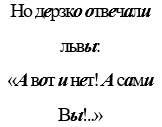 Но дерзко отвечали
львы:
«А вот и нет! А сами
Вы!..»